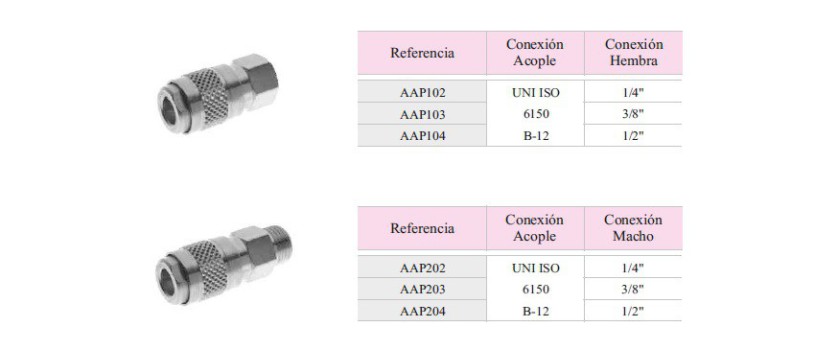 Referencia Conexión Acople Conexión Hembra
AAP102 UNI ISO 1/4"
AAP103 6150 3/8"
AAP104 B-12 1/2"
Referencia Conexión Acople Conexión Macho
AAP202 UNI ISO 1/4"
AAP203 6150 3/8"
AAP204 B-12 1/2"